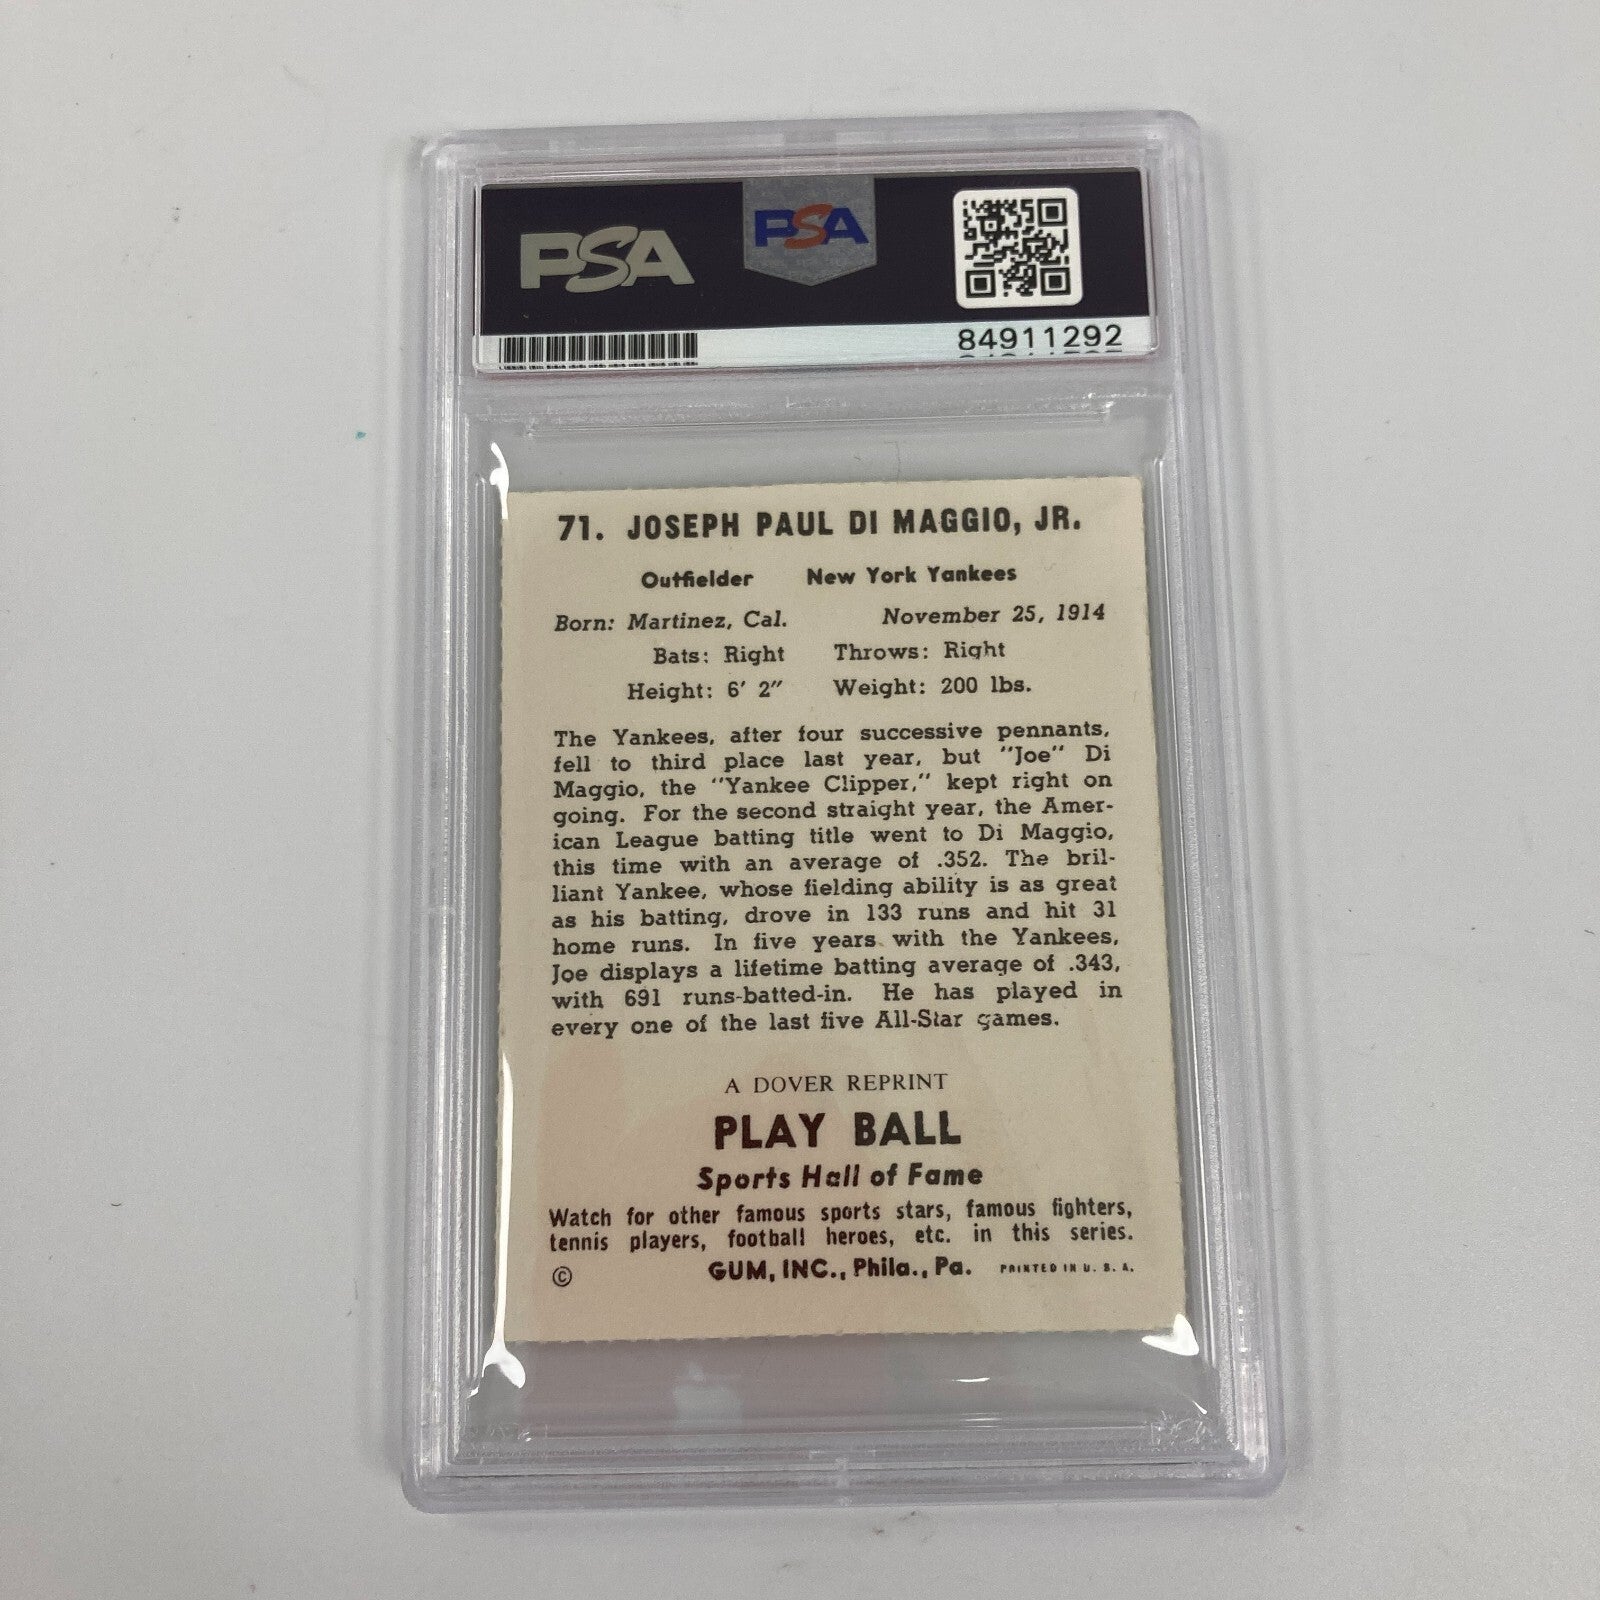 PSA
PSA
84911292
71. JOSEPH PAUL DI MAGGIO, JR.
Outfielder New York Yankees
Born: Martinez, Cal. November 25, 1914
Bats: Right Throws: Right
Height: 6' 2" Weight: 200 lbs.
The Yankees, after four successive pennants,
fell to third place last year, but "Joe" Di
Maggio, the "Yankee Clipper," kept right on
going. For the second straight year, the Amer-
ican League batting title went to Di Maggio,
this time with an average of .352. The bril-
liant Yankee, whose fielding ability is as great
as his batting, drove in 133 runs and hit 31
home runs. In five years with the Yankees,
Joe displays a lifetime batting average of .343,
with 691 runs-batted-in. He has played in
every one of the last five All-Star games.
A DOVER REPRINT
PLAY BALL
Sports Hall of Fame
Watch for other famous sports stars, famous fighters,
tennis players, football heroes, etc. in this series.
© GUM, INC., Phila., Pa. PRINTED IN U. S. A.